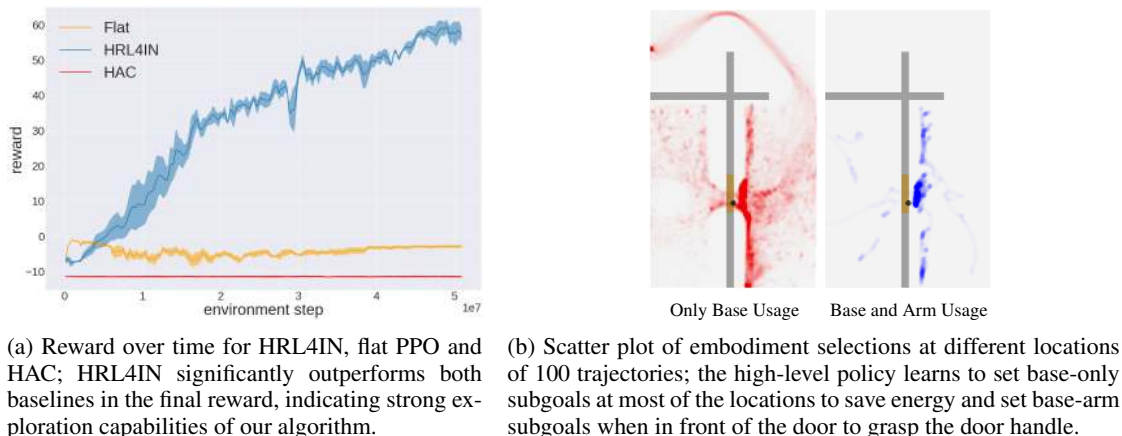 Flat
HRL4IN
HAC
60
50
40
30
20
10
0
−10
reward
0
1
2
3
4
5
1e7
environment step
Only Base Usage
Base and Arm Usage
(a) Reward over time for HRL4IN, flat PPO and
HAC; HRL4IN significantly outperforms both
baselines in the final reward, indicating strong ex-
ploration capabilities of our algorithm.
(b) Scatter plot of embodiment selections at different locations
of 100 trajectories; the high-level policy learns to set base-only
subgoals at most of the locations to save energy and set base-arm
subgoals when in front of the door to grasp the door handle.